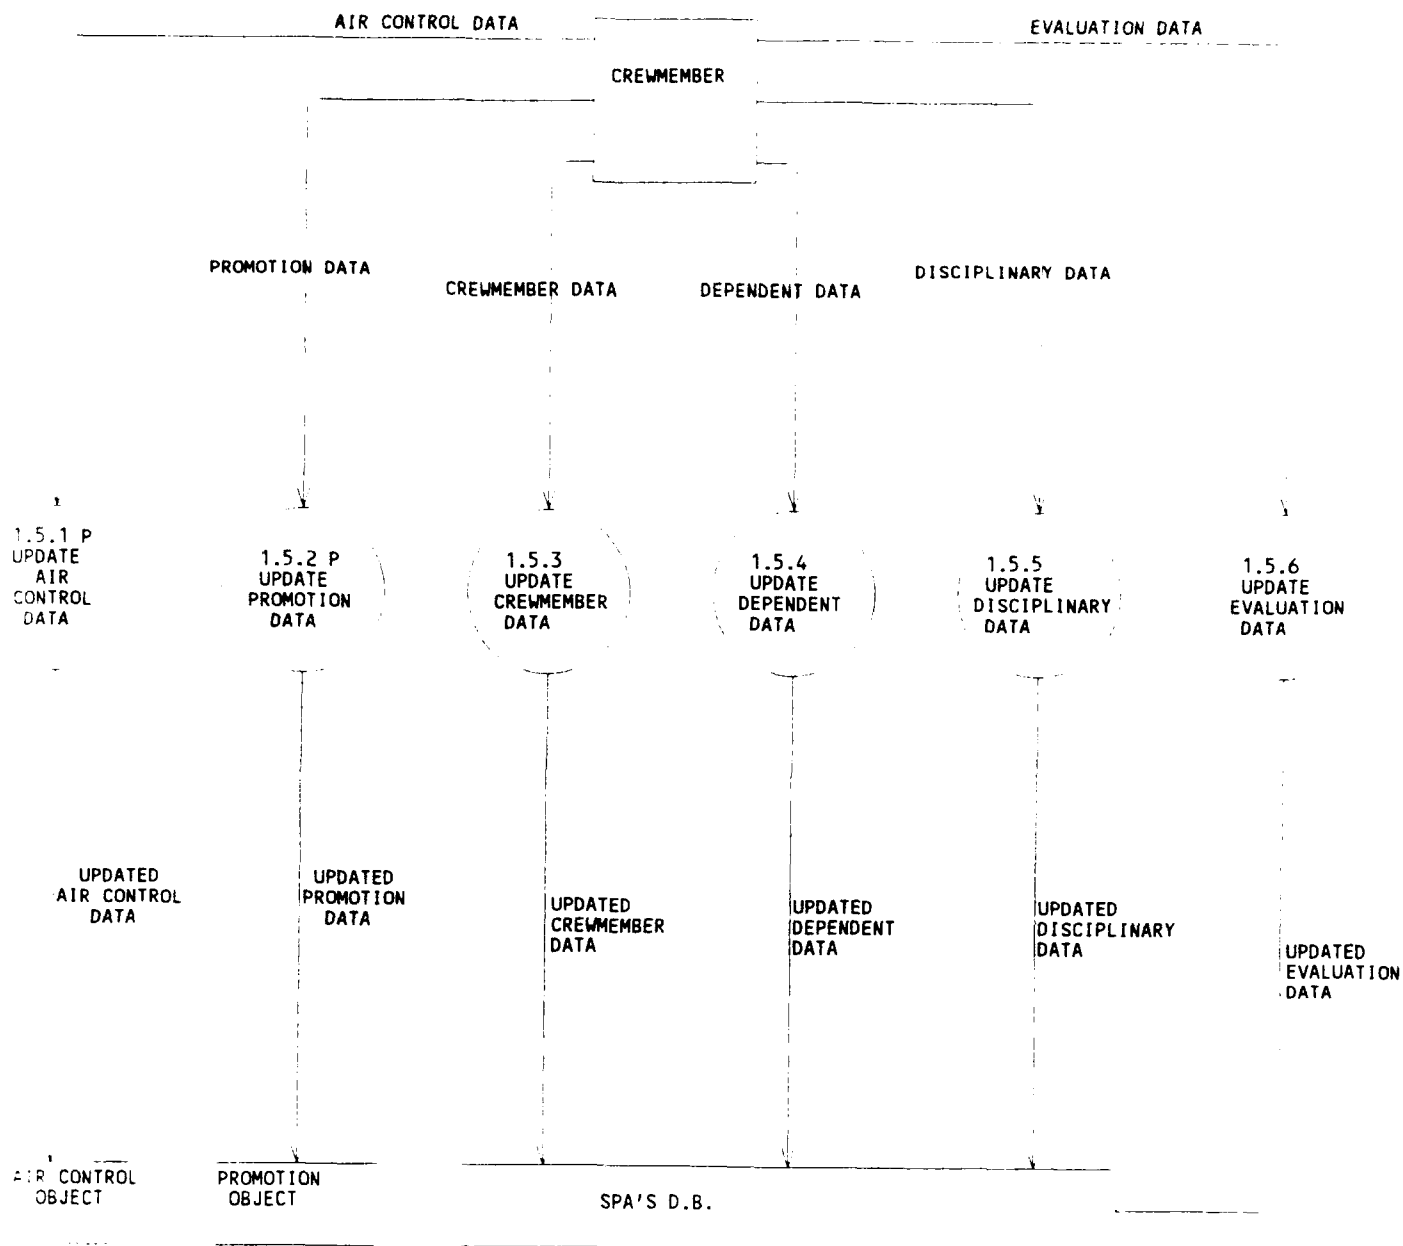 AIR CONTROL DATA
EVALUATION DATA
CREWMEMBER
PROMOTION DATA
CREWMEMBER DATA
DEPENDENT DATA
DISCIPLINARY DATA
1.5.1 P
UPDATE
AIR
CONTROL
DATA
1.5.2 P
UPDATE
PROMOTION
DATA
1.5.3
UPDATE
CREWMEMBER
DATA
1.5.4
UPDATE
DEPENDENT
DATA
1.5.5
UPDATE
DISCIPLINARY
DATA
1.5.6
UPDATE
EVALUATION
DATA
UPDATED
AIR CONTROL
DATA
UPDATED
PROMOTION
DATA
UPDATED
CREWMEMBER
DATA
UPDATED
DEPENDENT
DATA
UPDATED
DISCIPLINARY
DATA
UPDATED
EVALUATION
DATA
AIR CONTROL
OBJECT
PROMOTION
OBJECT
SPA'S D.B.